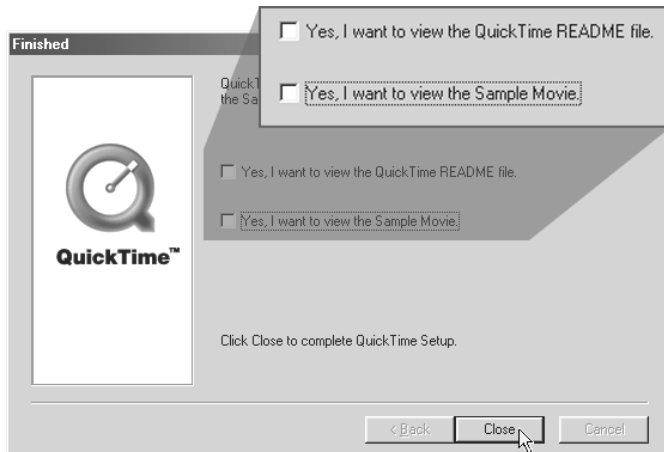 Finished
Yes, I want to view the QuickTime README file.
Yes, I want to view the Sample Movie.
QuickT
the Sa
Yes, I want to view the QuickTime README file.
Yes, I want to view the Sample Movie.
QuickTime™
Click Close to complete QuickTime Setup.
< Back
Close
Cancel